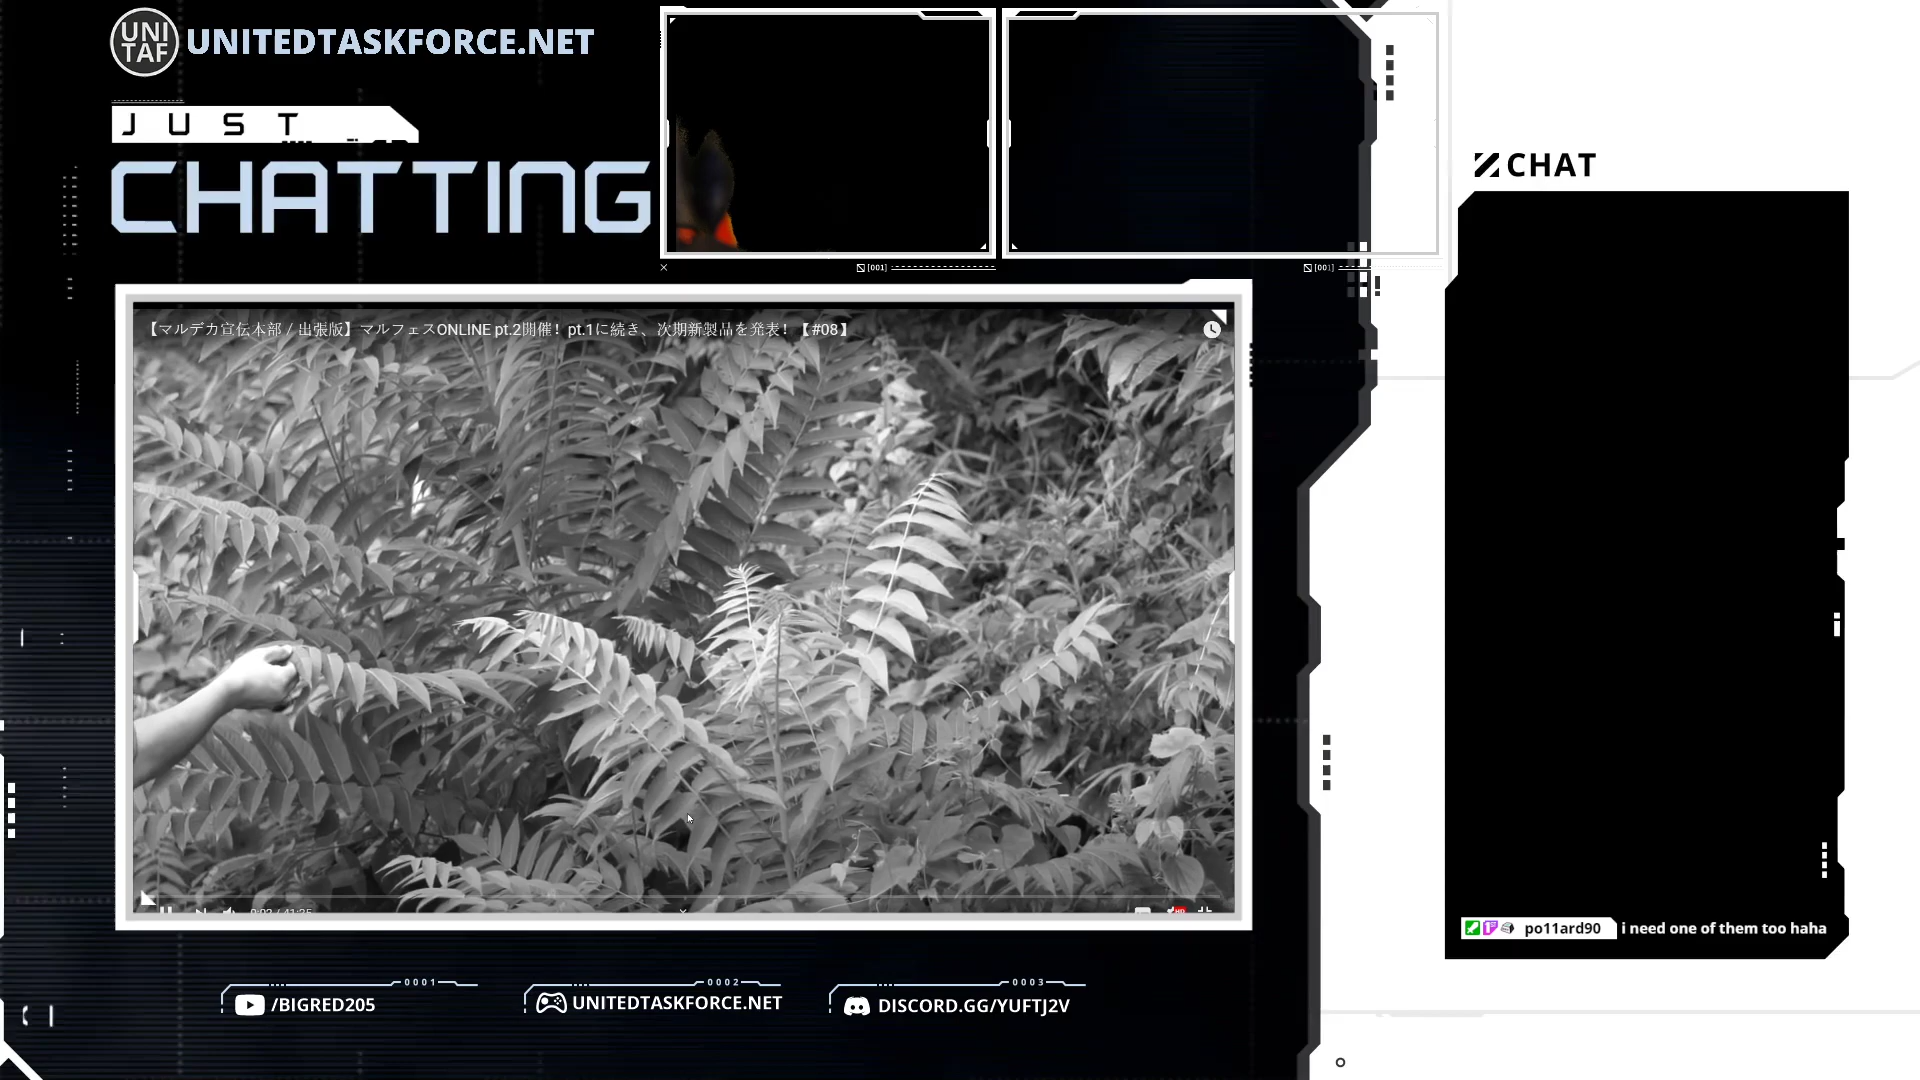 UNI
TAF
UNITEDTASKFORCE.NET
JUST
CHATTING
[001]
[001]
CHAT
【マルデカ宣伝本部 / 出張版】マルフェスONLINE pt.2開催！pt.1に続き、次期新製品を発表！【#08】
po11ard90 i need one of them too haha
0001
/BIGRED205
0002
UNITEDTASKFORCE.NET
0003
DISCORD.GG/YUFTJ2V